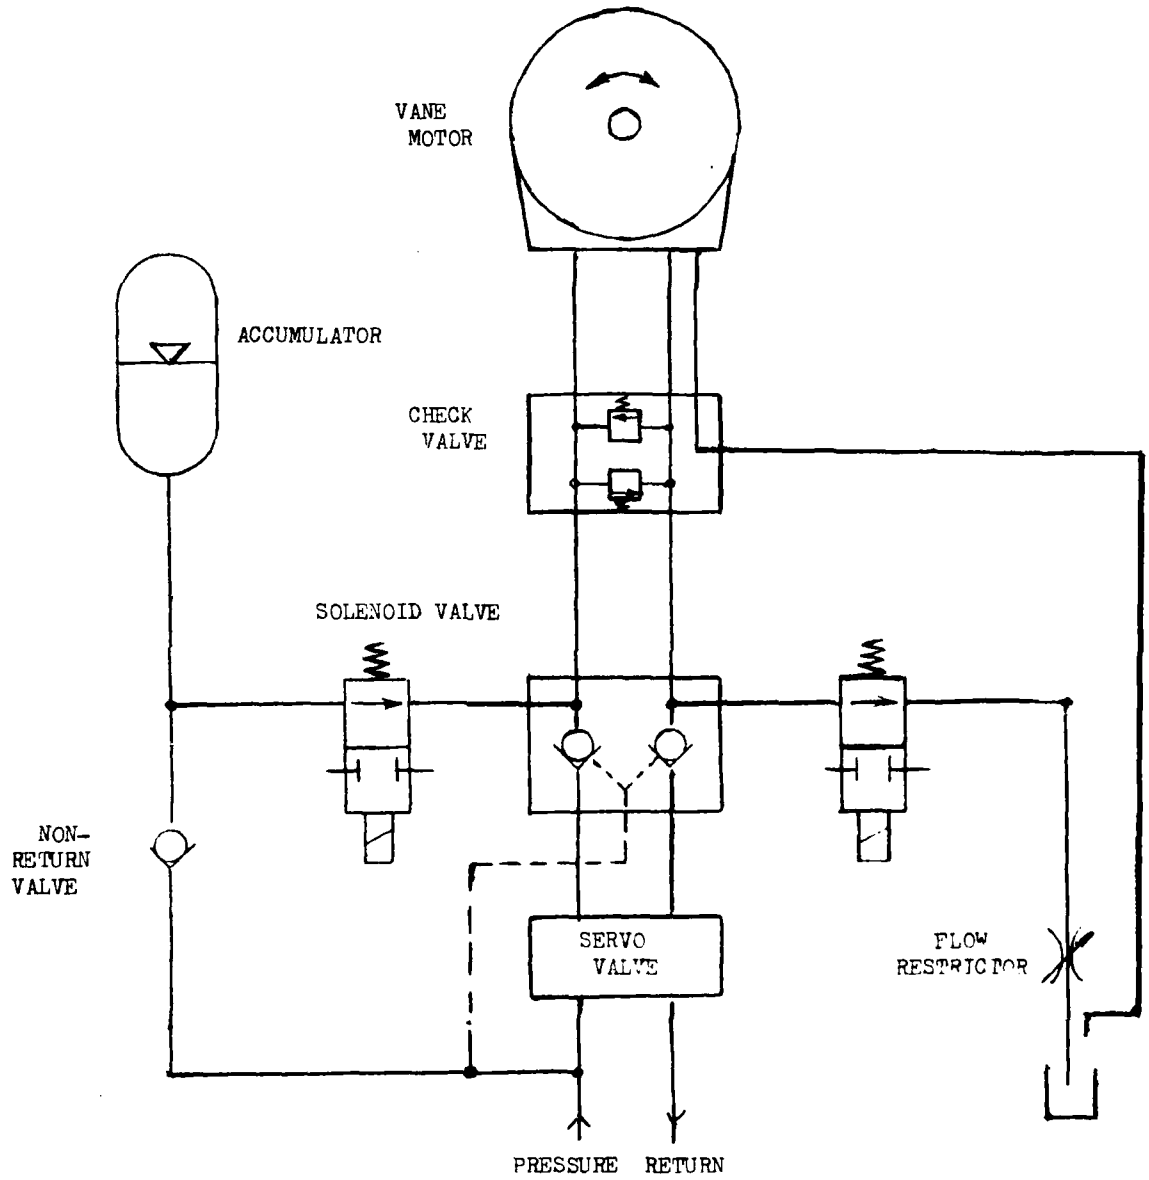 VANE
MOTOR
ACCUMULATOR
CHECK
VALVE
SOLENOID VALVE
NON-
RETURN
VALVE
SERVO
VALVE
FLOW
RESTRICTOR
PRESSURE RETURN